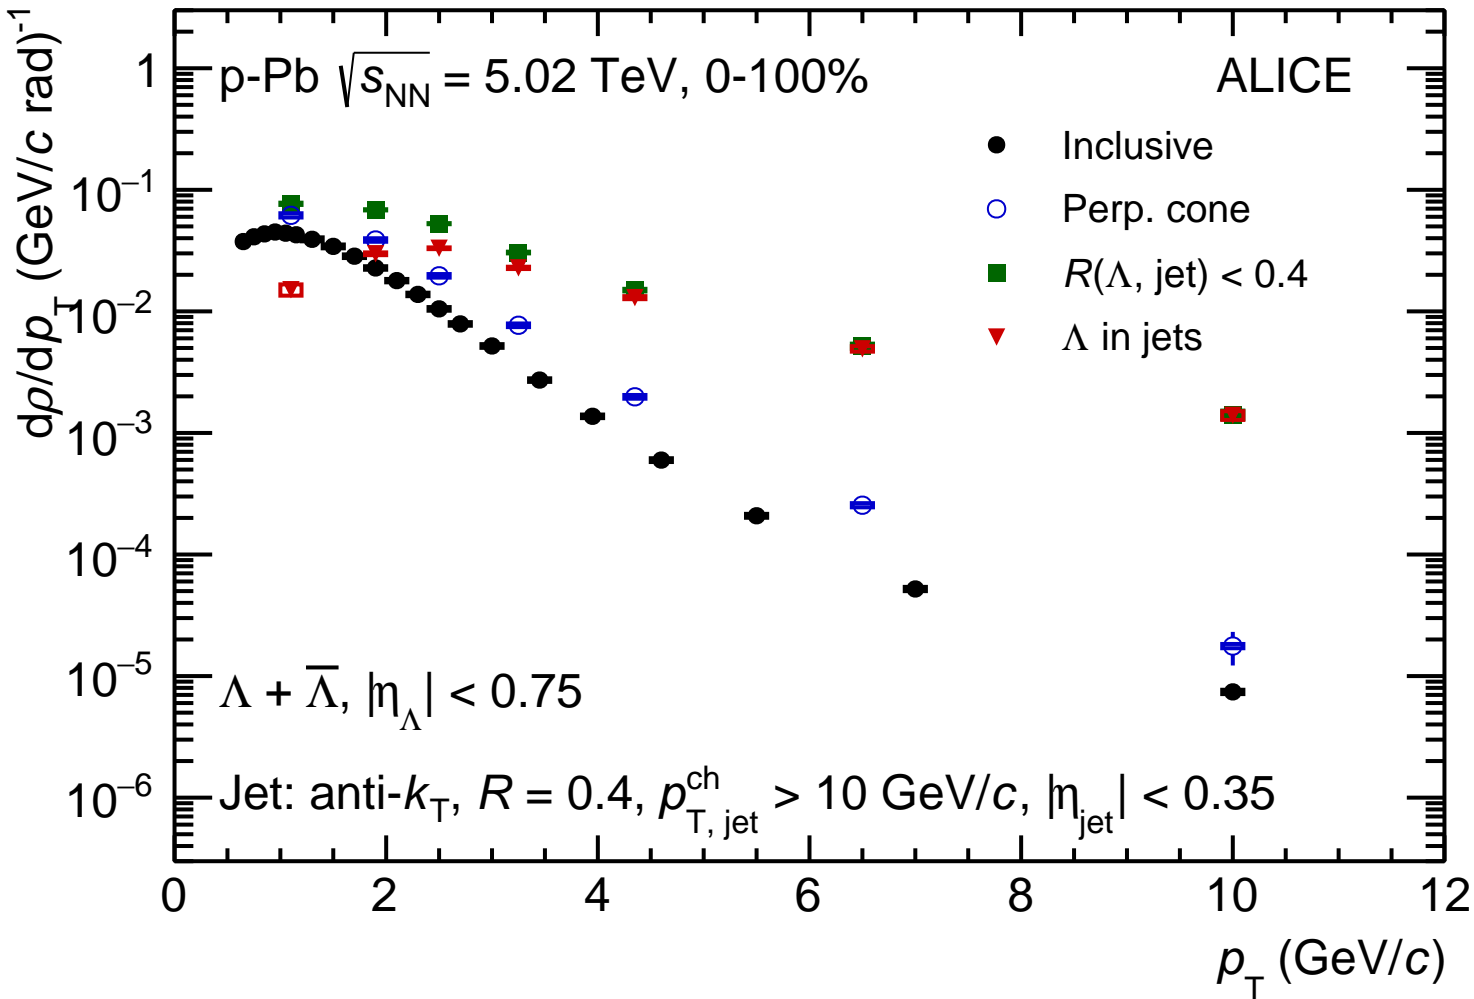 dρ/dp_T (GeV/c rad)^-1
p-Pb √s_NN = 5.02 TeV, 0-100%
ALICE
Inclusive
Perp. cone
R(Λ, jet) < 0.4
Λ in jets
1
10^−1
10^−2
10^−3
10^−4
10^−5
10^−6
Λ + Λ̅, |η_Λ| < 0.75
Jet: anti-k_T, R = 0.4, p_T, jet^ch > 10 GeV/c, |η_jet| < 0.35
0 2 4 6 8 10 12
p_T (GeV/c)